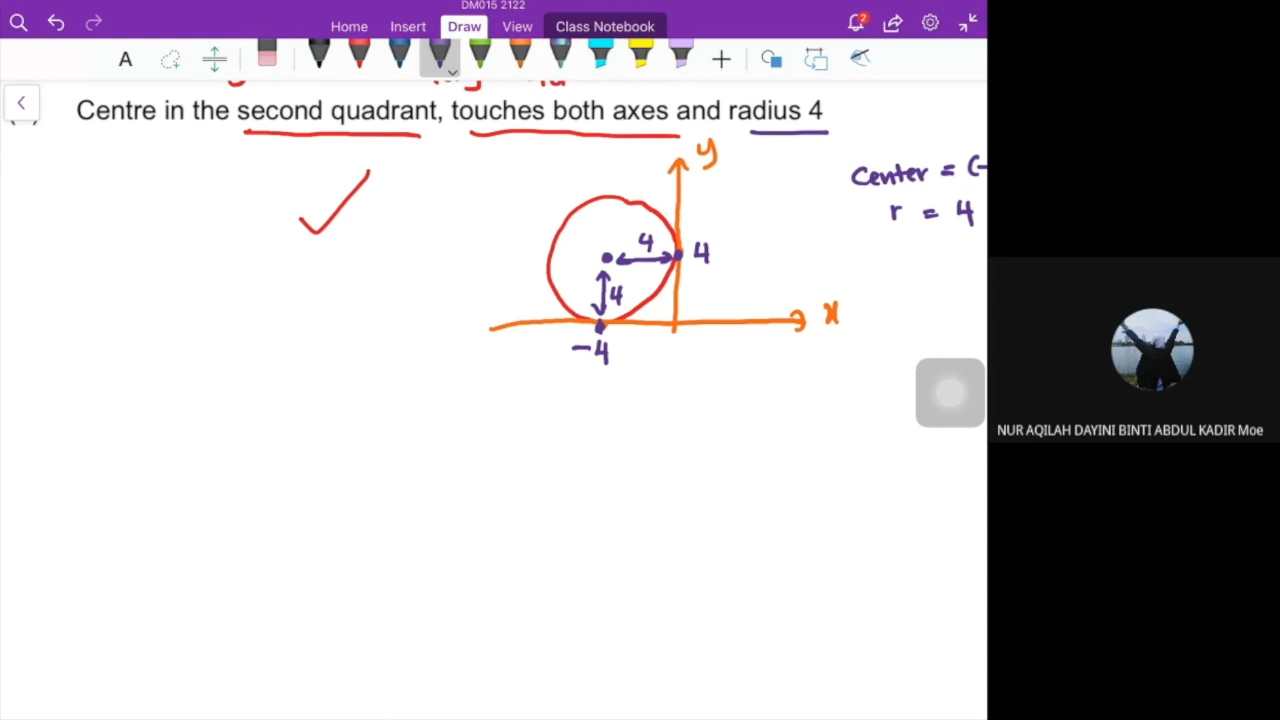 DM015 2122
Home Insert Draw View Class Notebook
2
A
Centre in the second quadrant, touches both axes and radius 4
y
Center = (-
r = 4
4
4
4
x
-4
NUR AQILAH DAYINI BINTI ABDUL KADIR Moe